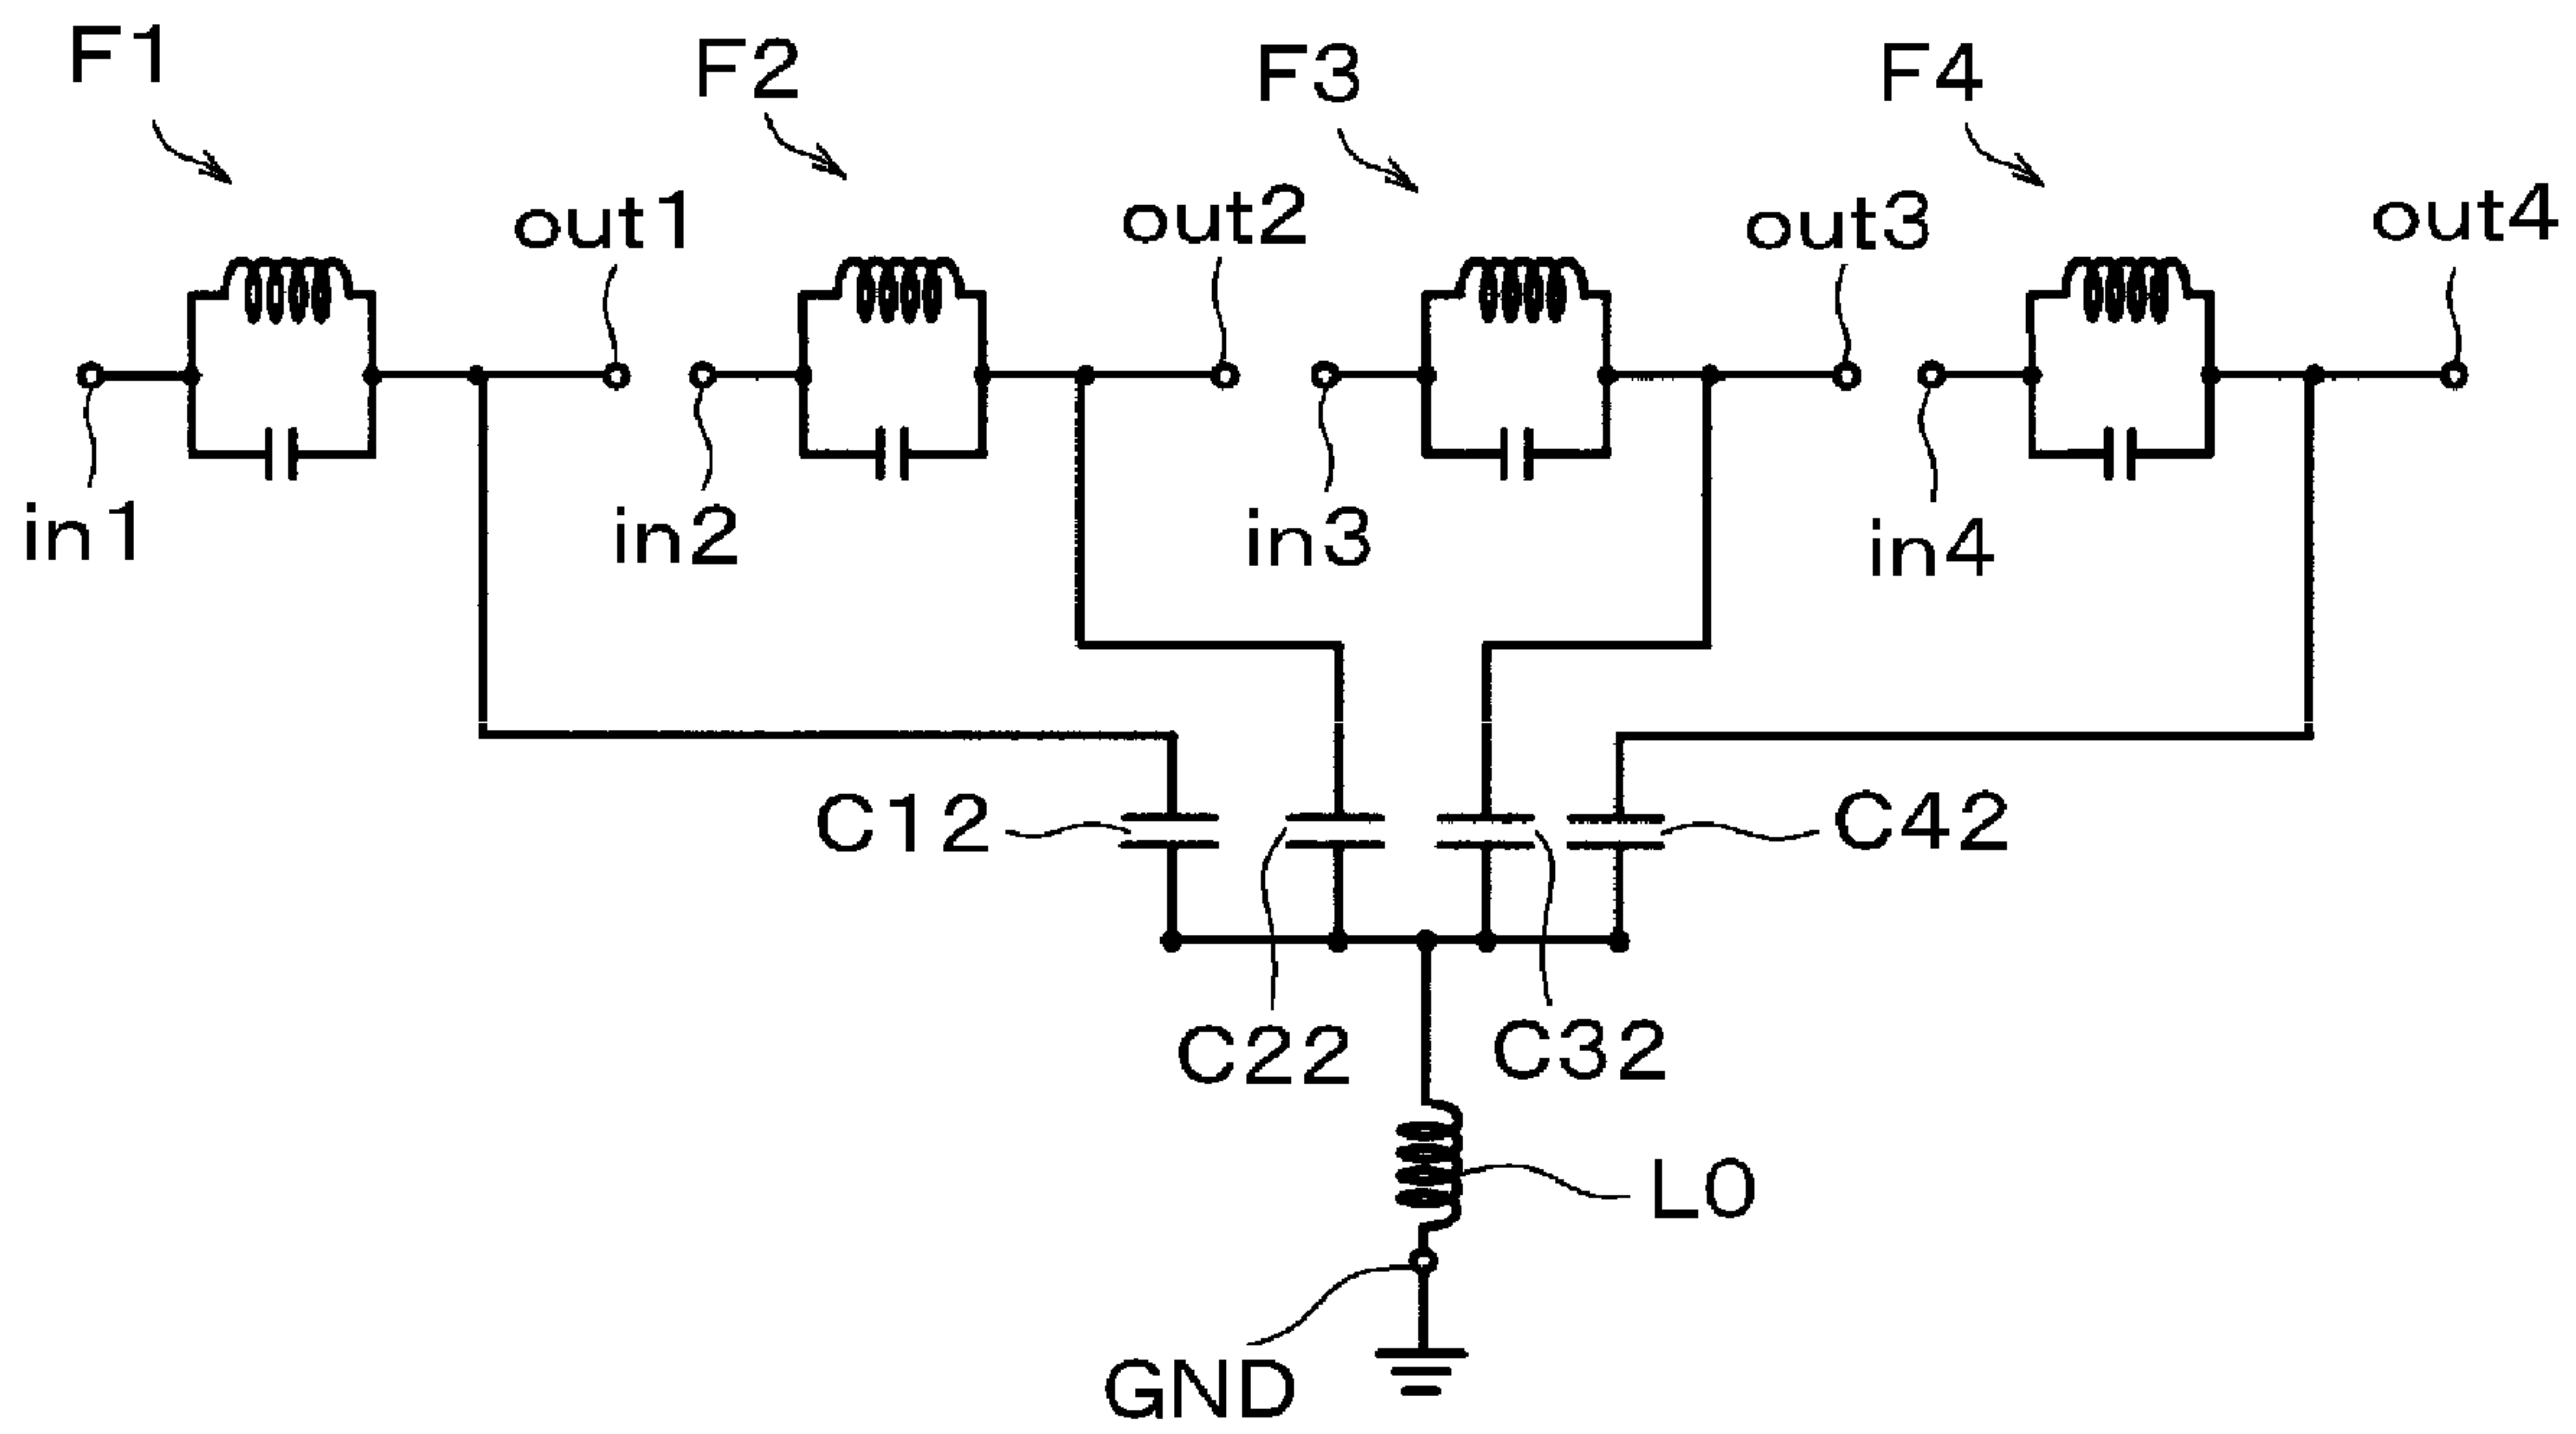 F1
F2
F3
F4
out1
out2
out3
out4
in1
in2
in3
in4
C12
C42
C22
C32
L0
GND